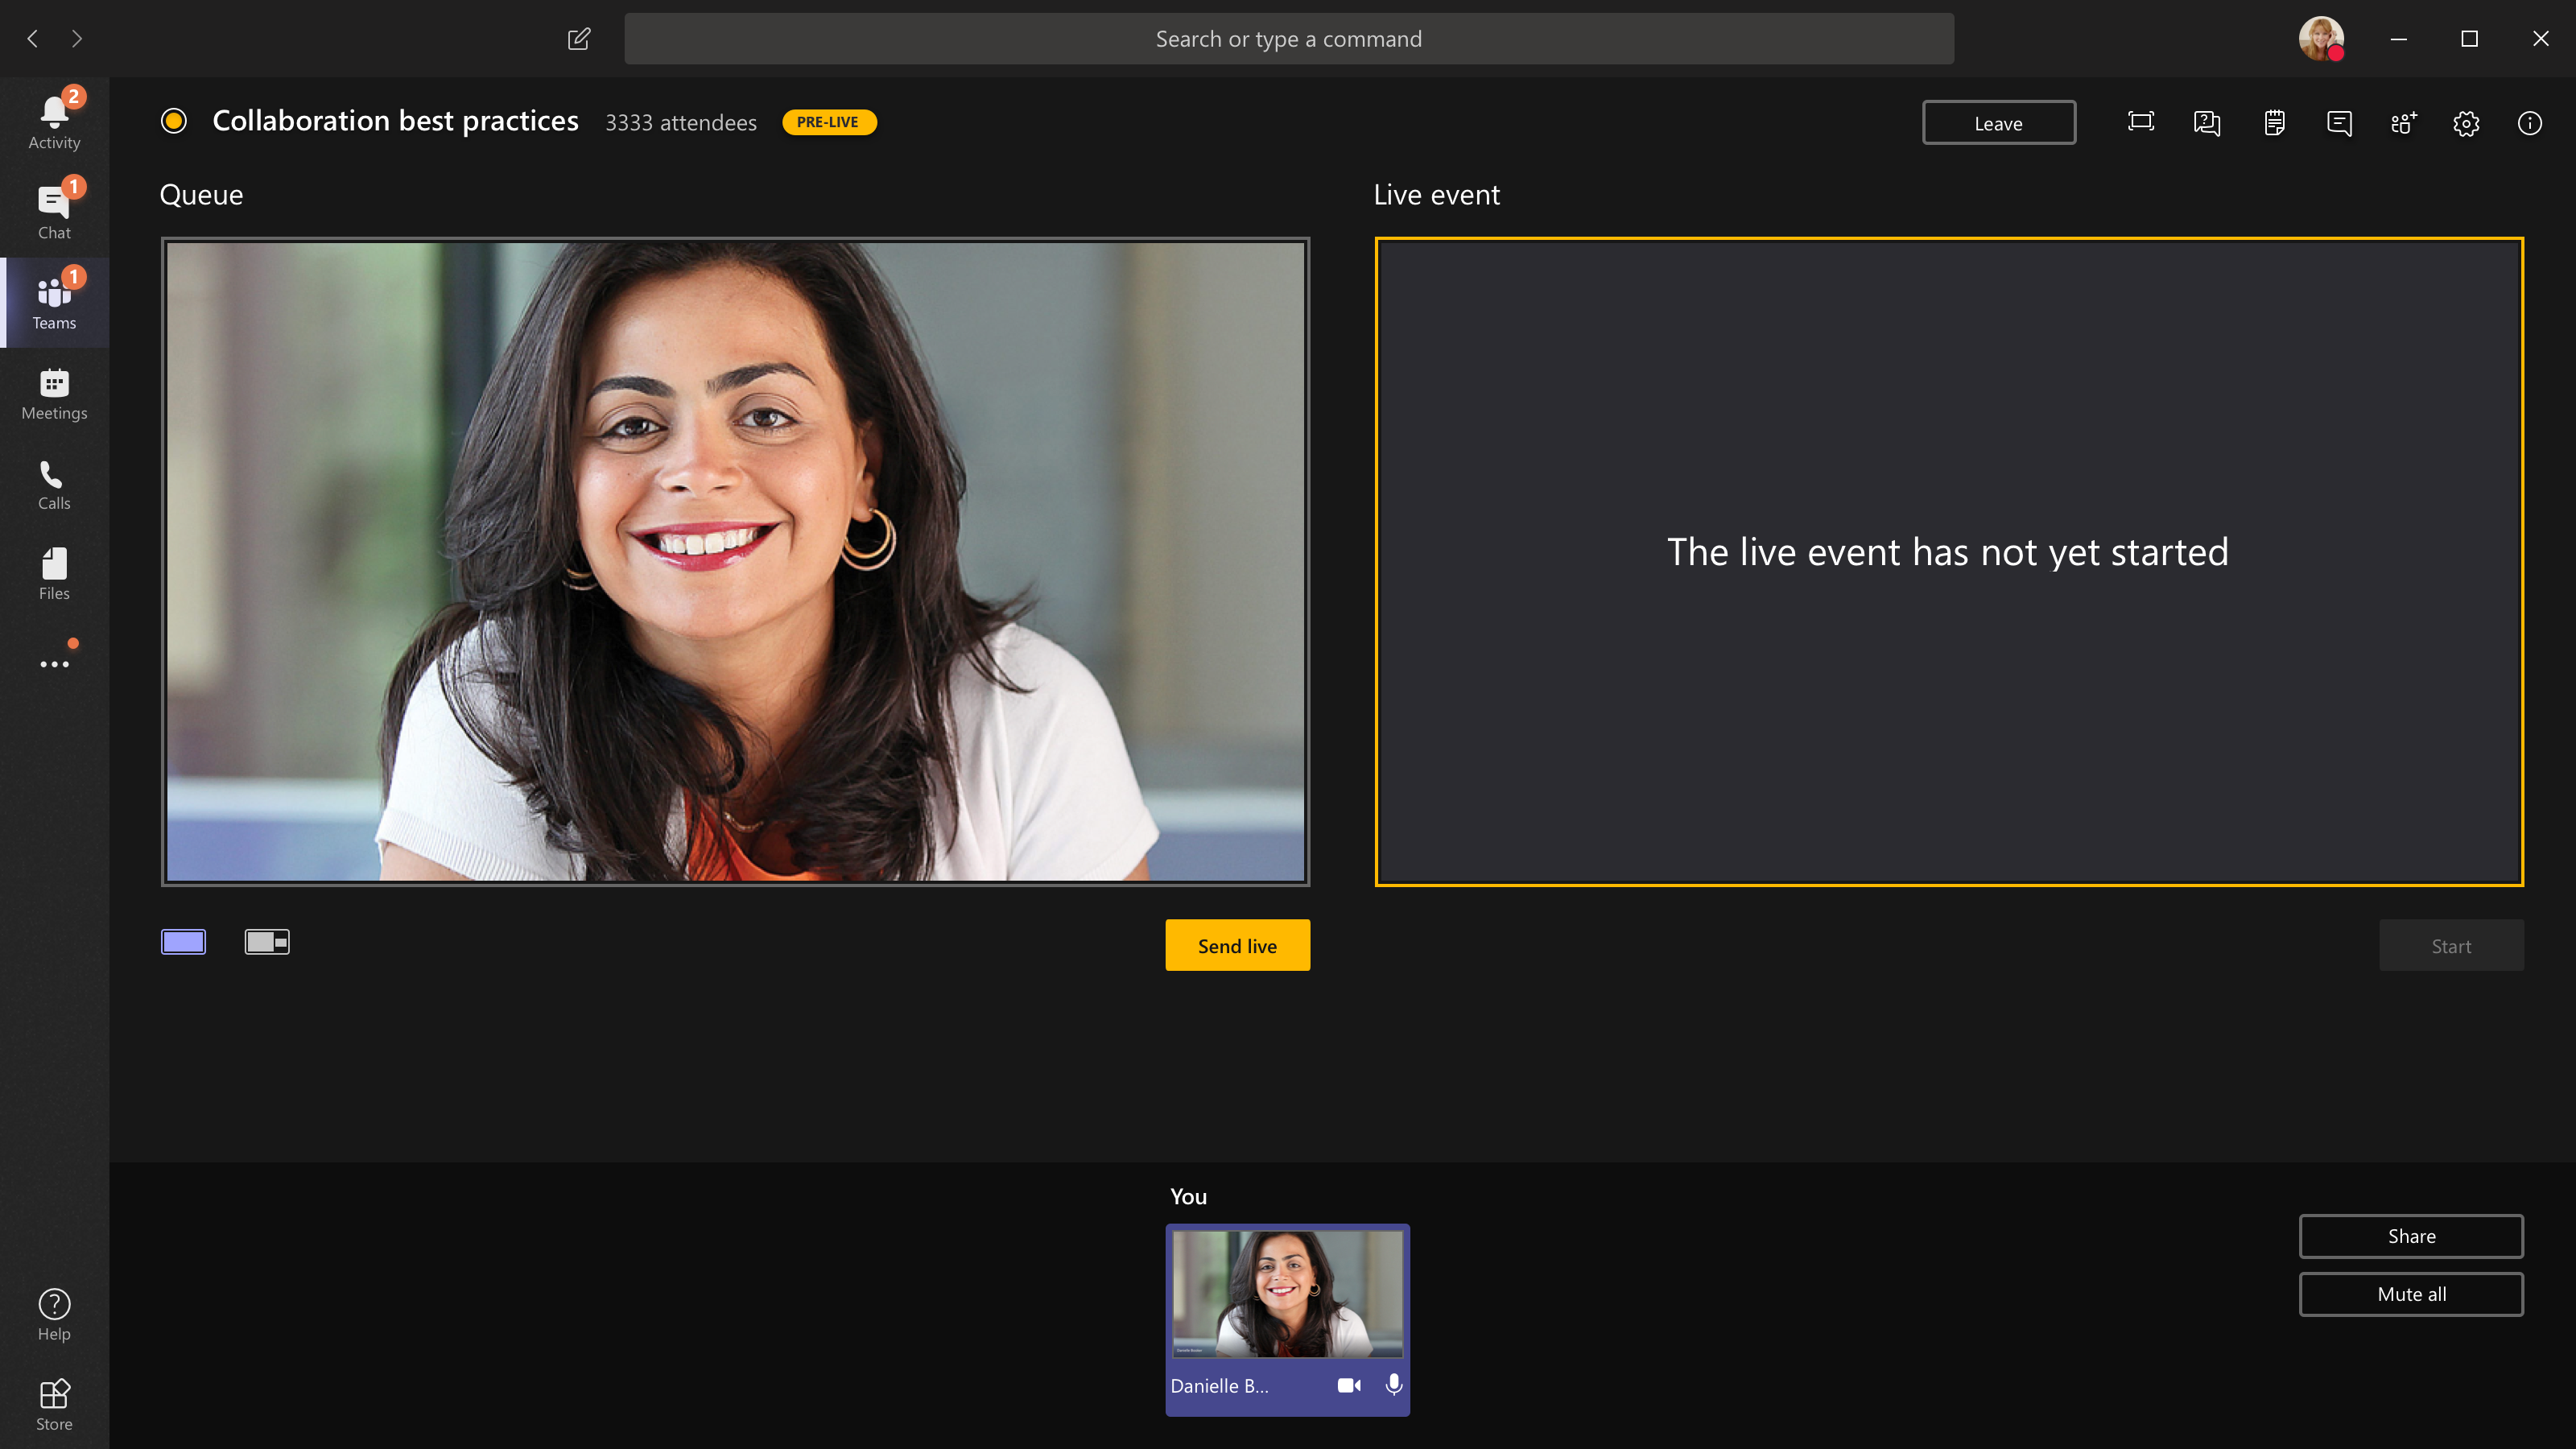 Search or type a command
2
Activity
1
Chat
1
Teams
Meetings
Calls
Files
Help
Store
Collaboration best practices 3333 attendees PRE-LIVE
Leave
Queue
Live event
The live event has not yet started
Send live
Start
You
Danielle B...
Share
Mute all